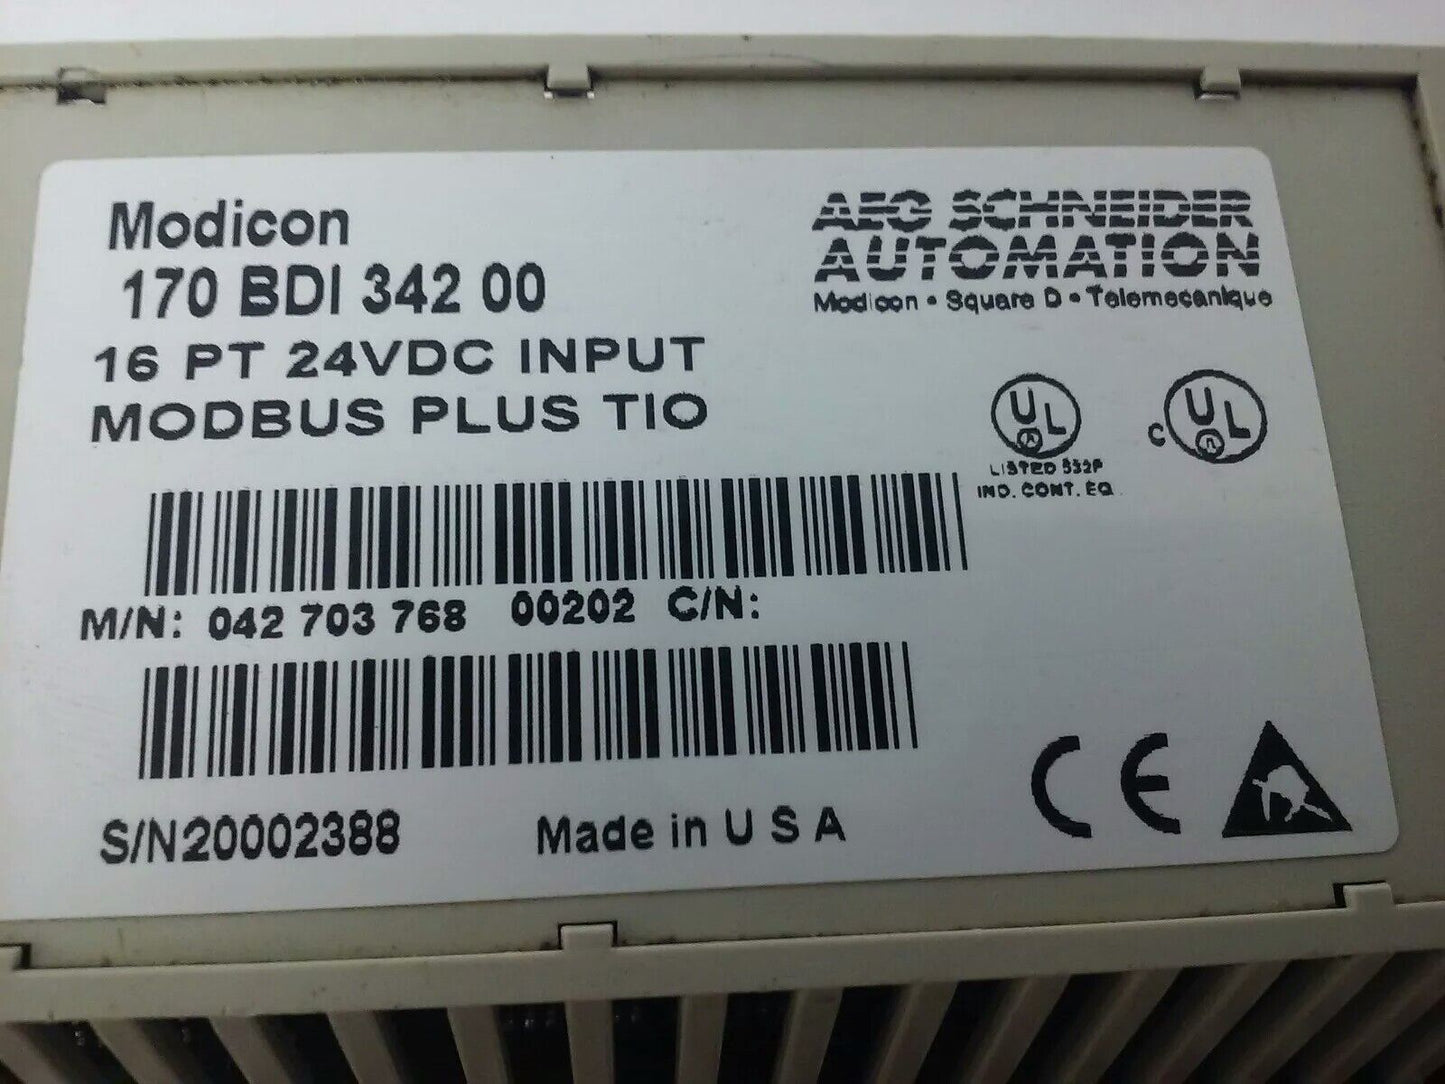 Modicon
170 BDI 342 00
16 PT 24VDC INPUT
MODBUS PLUS TIO
AEG SCHNEIDER
AUTOMATION
Modicon • Square D • Telemecanique
UL
LISTED 532F
IND. CONT. EQ
C UL
M/N: 042 703 768 00202 C/N:
S/N20002388 Made in U S A
CE